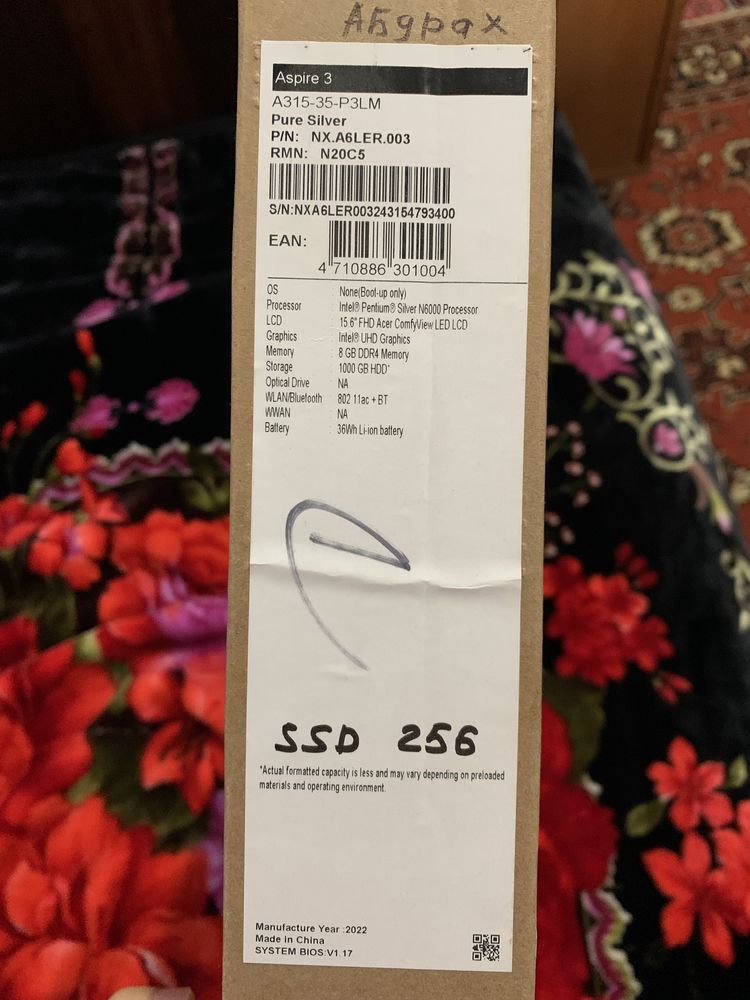 Абдрах
Aspire 3
A315-35-P3LM
Pure Silver
P/N: NX.A6LER.003
RMN: N20C5
S/N:NXA6LER003243154793400
EAN:
4 710886 301004
OS : None(Boot-up only)
Processor : Intel® Pentium® Silver N6000 Processor
LCD : 15.6" FHD Acer ComfyView LED LCD
Graphics : Intel® UHD Graphics
Memory : 8 GB DDR4 Memory
Storage : 1000 GB HDD*
Optical Drive : NA
WLAN/Bluetooth : 802 11ac + BT
WWAN : NA
Battery : 36Wh Li-ion battery
SSD 256
*Actual formatted capacity is less and may vary depending on preloaded
materials and operating environment.
Manufacture Year :2022
Made in China
SYSTEM BIOS:V1.17